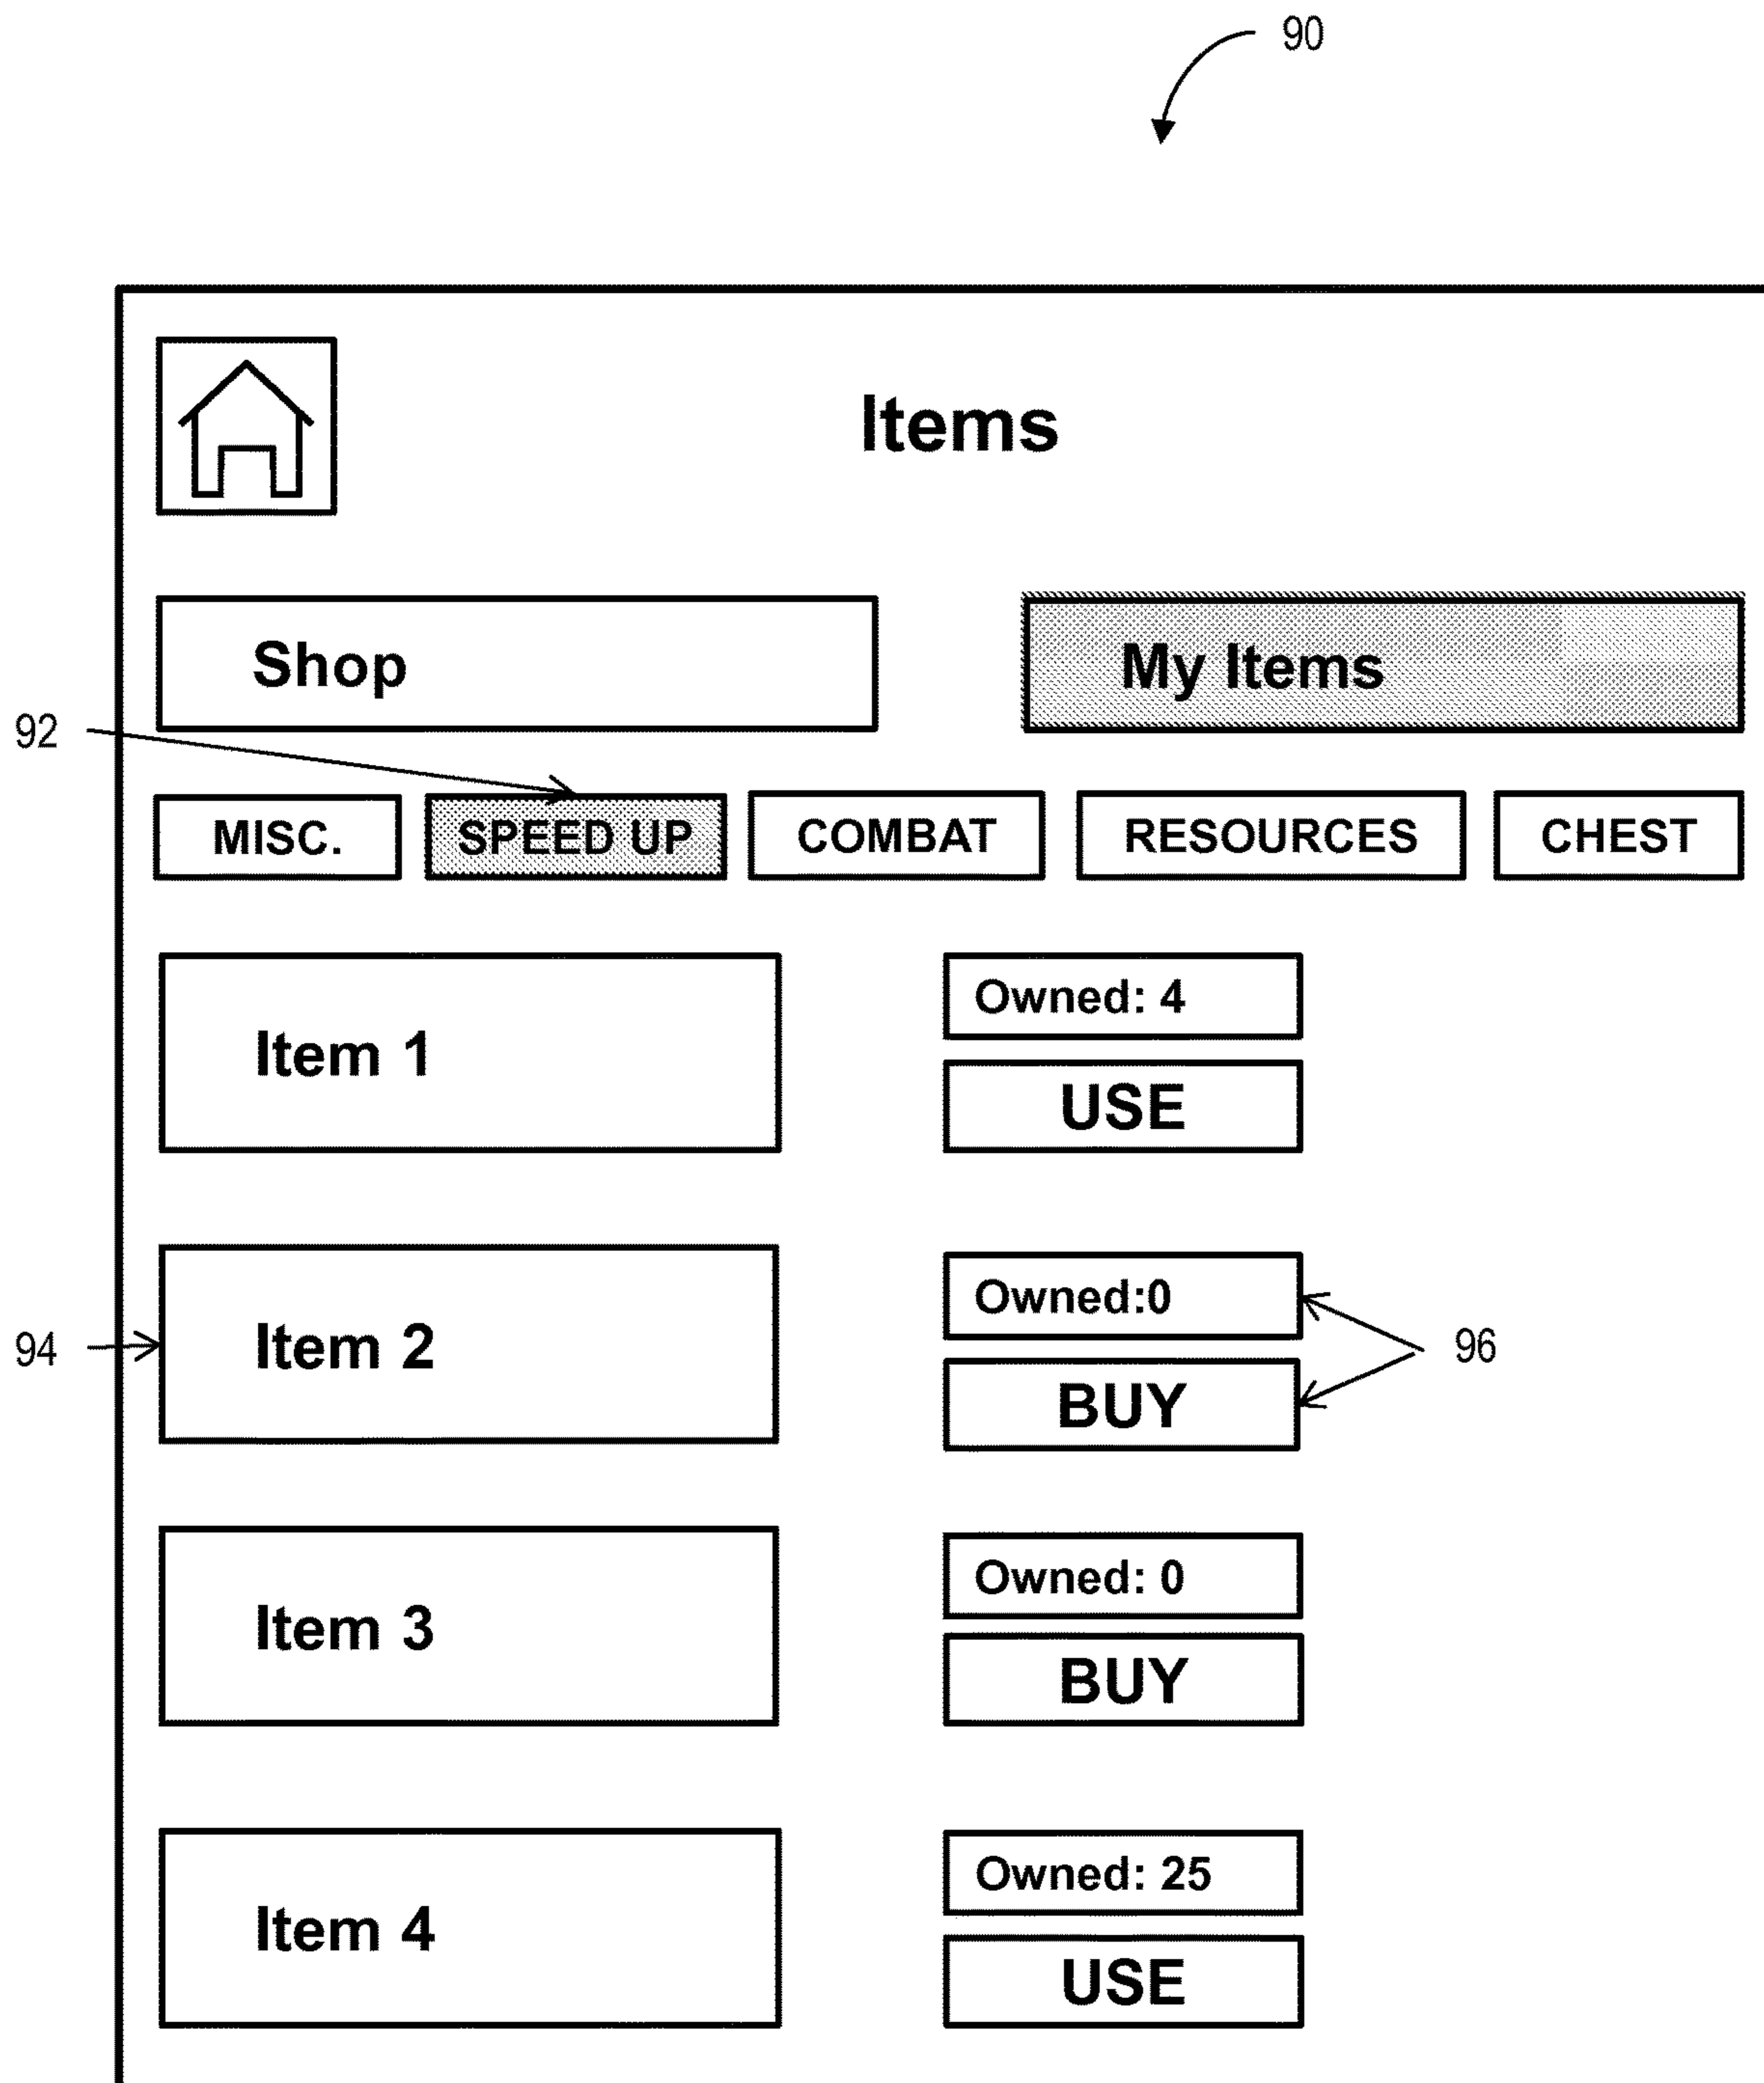 90
Items
Shop
My Items
92
MISC.
SPEED UP
COMBAT
RESOURCES
CHEST
Item 1
Owned: 4
USE
94
Item 2
Owned:0
BUY
96
Item 3
Owned: 0
BUY
Item 4
Owned: 25
USE